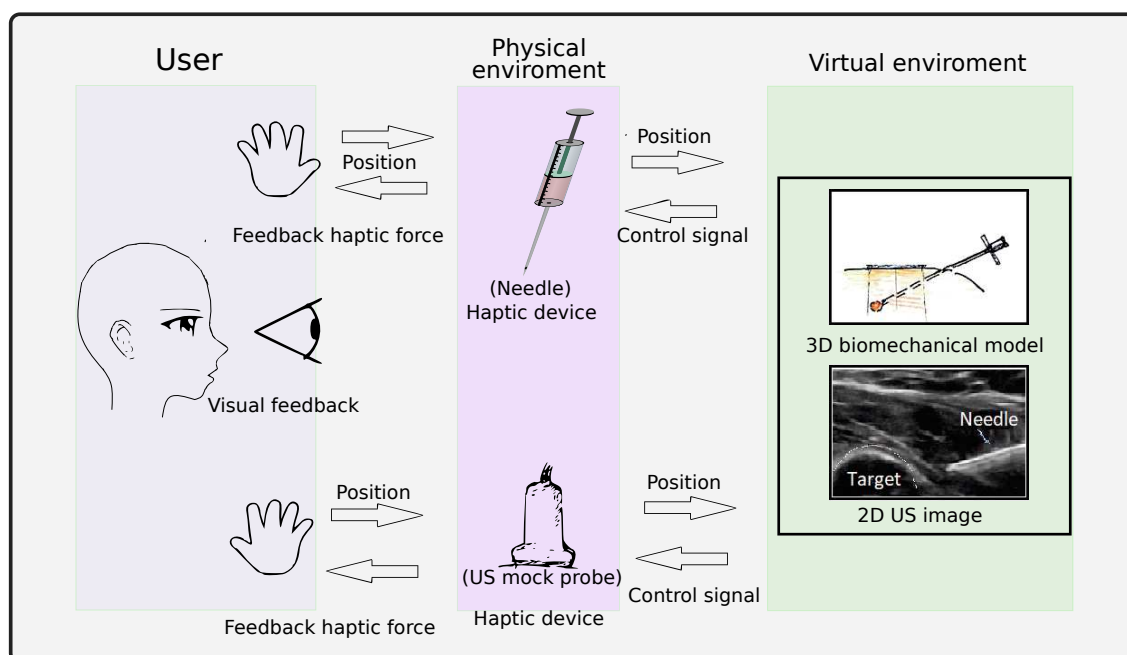 User
Physical
enviroment
Virtual enviroment
Position
Position
Feedback haptic force
Control signal
(Needle)
Haptic device
3D biomechanical model
Visual feedback
Needle
Target
2D US image
Position
Position
(US mock probe)
Control signal
Feedback haptic force
Haptic device